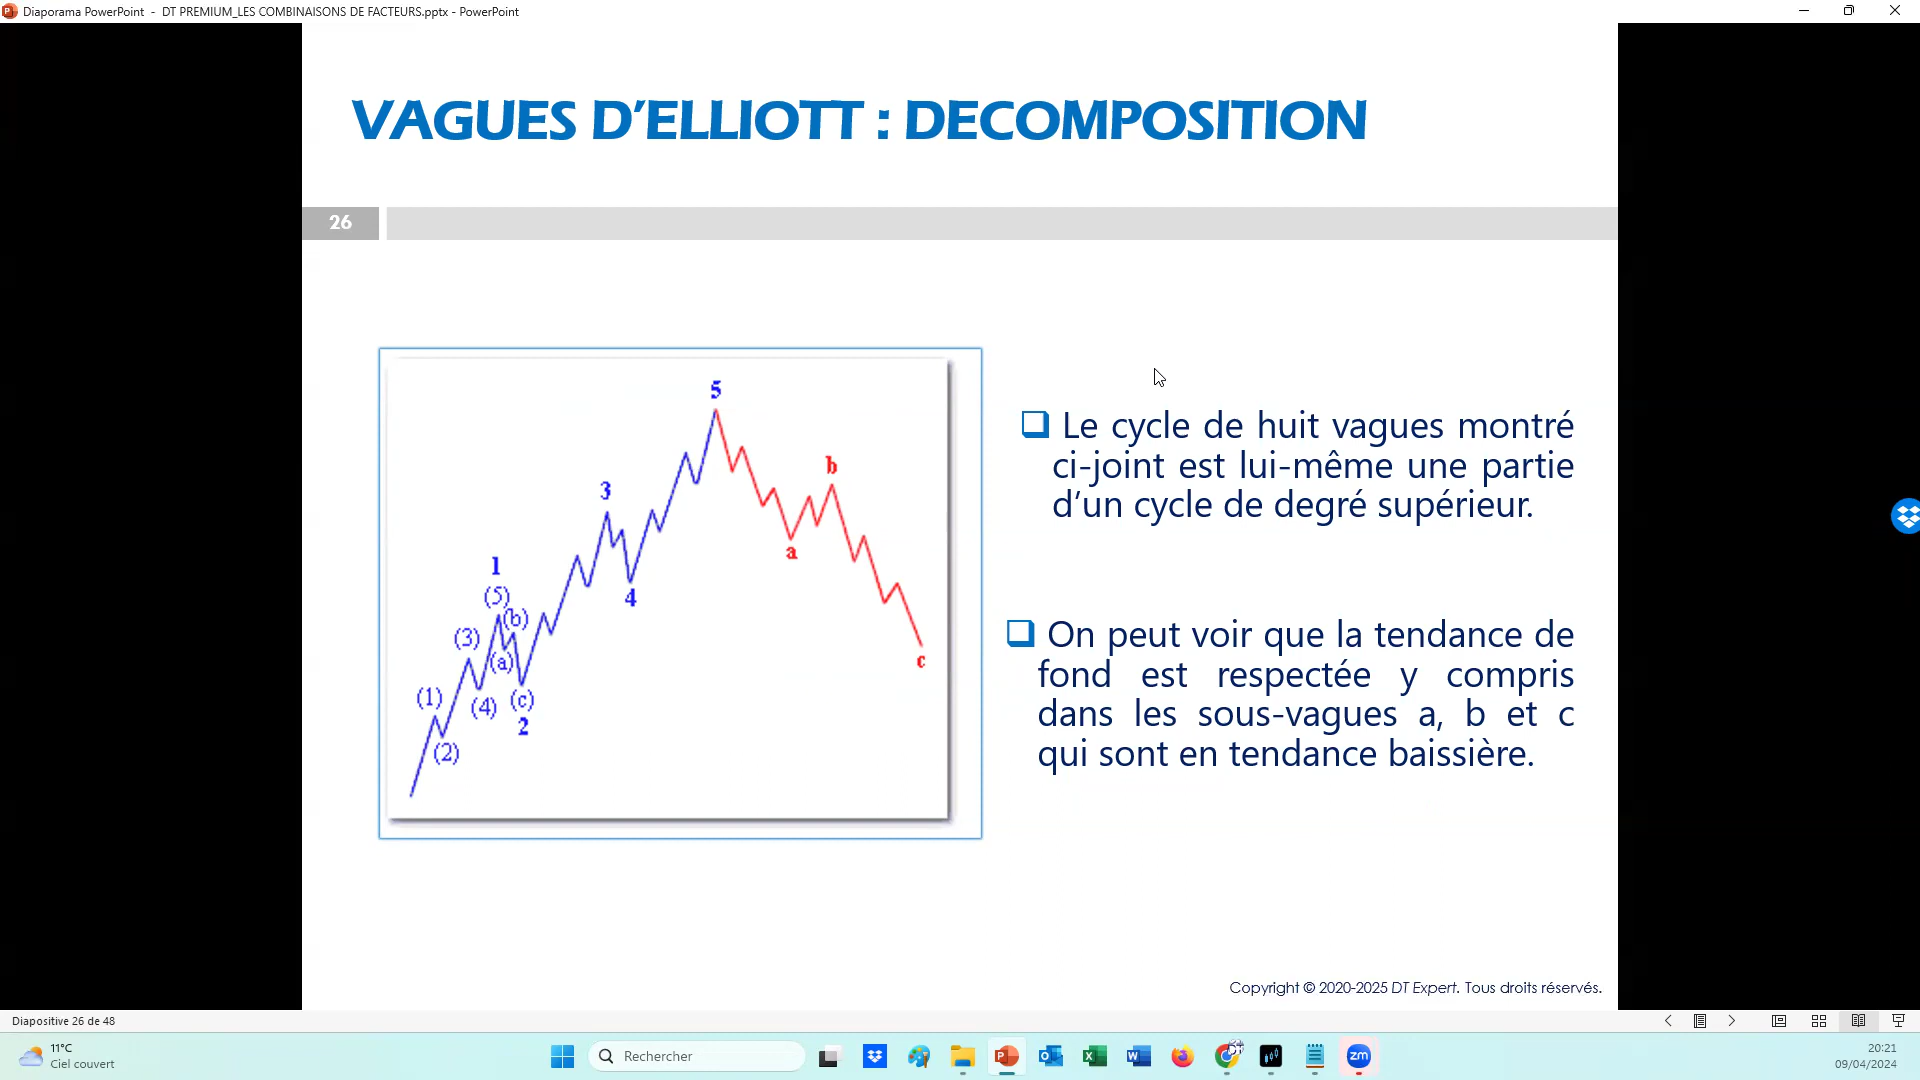 Diaporama PowerPoint - DT PREMIUM_LES COMBINAISONS DE FACTEURS.pptx - PowerPoint
VAGUES D’ELLIOTT : DECOMPOSITION
26
5
b
3
a
1
4
(5)
(b)
(3)
(a)
c
(1)
(4)
(c)
2
(2)
❑ Le cycle de huit vagues montré
ci-joint est lui-même une partie
d’un cycle de degré supérieur.
❑ On peut voir que la tendance de
fond est respectée y compris
dans les sous-vagues a, b et c
qui sont en tendance baissière.
Copyright © 2020-2025 DT Expert. Tous droits réservés.
Diapositive 26 de 48
11°C
Ciel couvert
Rechercher
zm
20:21
09/04/2024